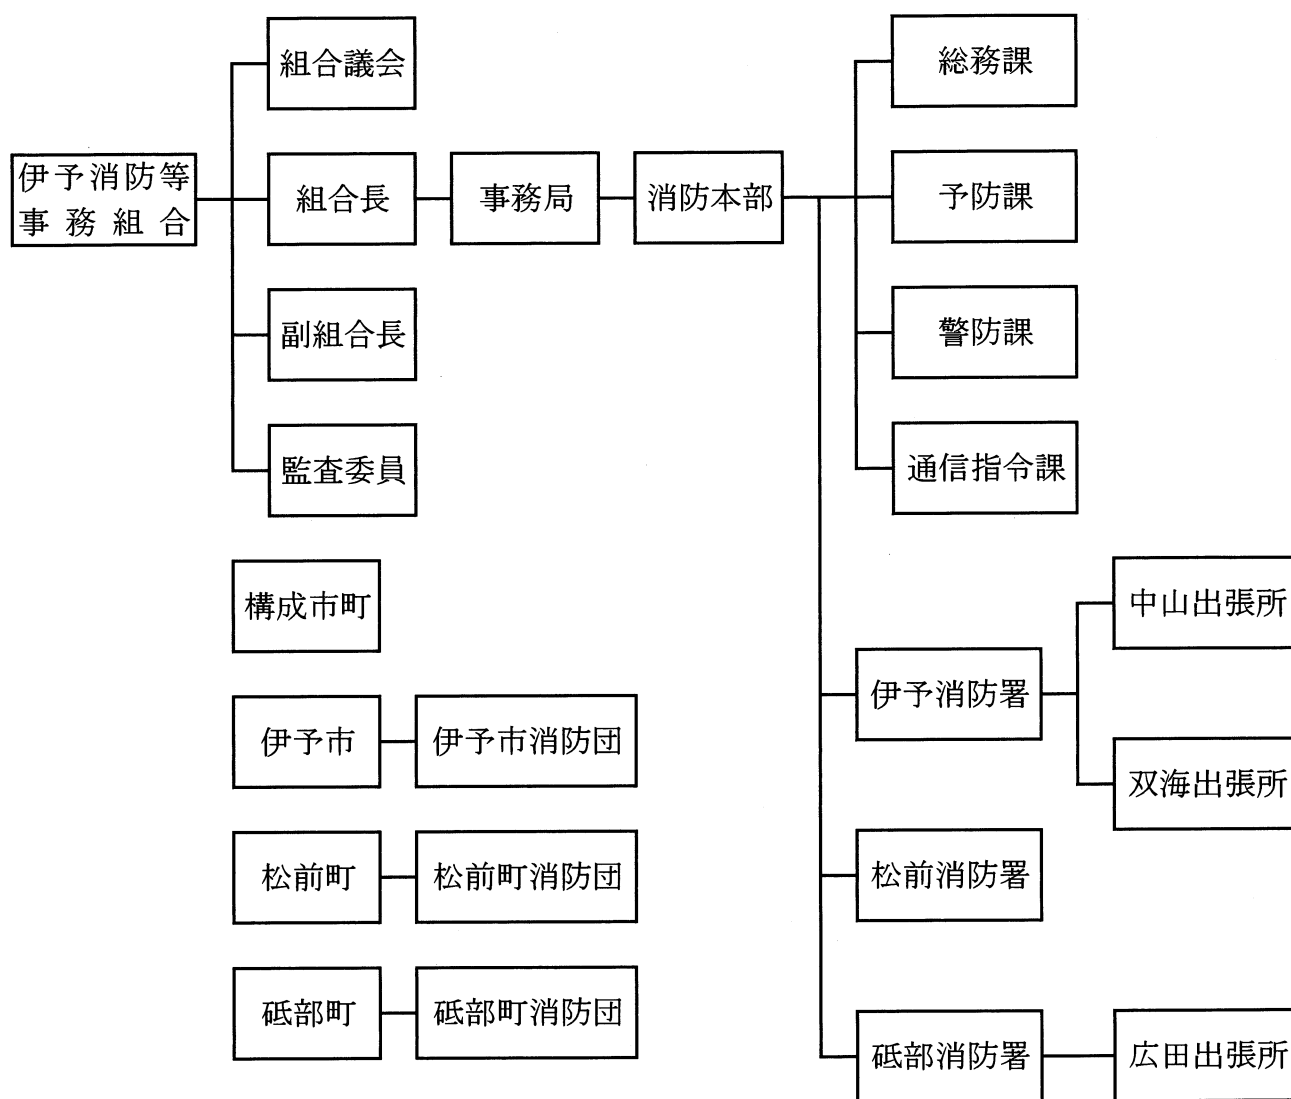 伊予消防等
事務組合
組合議会
組合長
副組合長
監査委員
事務局
消防本部
総務課
予防課
警防課
通信指令課
伊予消防署
中山出張所
双海出張所
松前消防署
砥部消防署
広田出張所
構成市町
伊予市
伊予市消防団
松前町
松前町消防団
砥部町
砥部町消防団